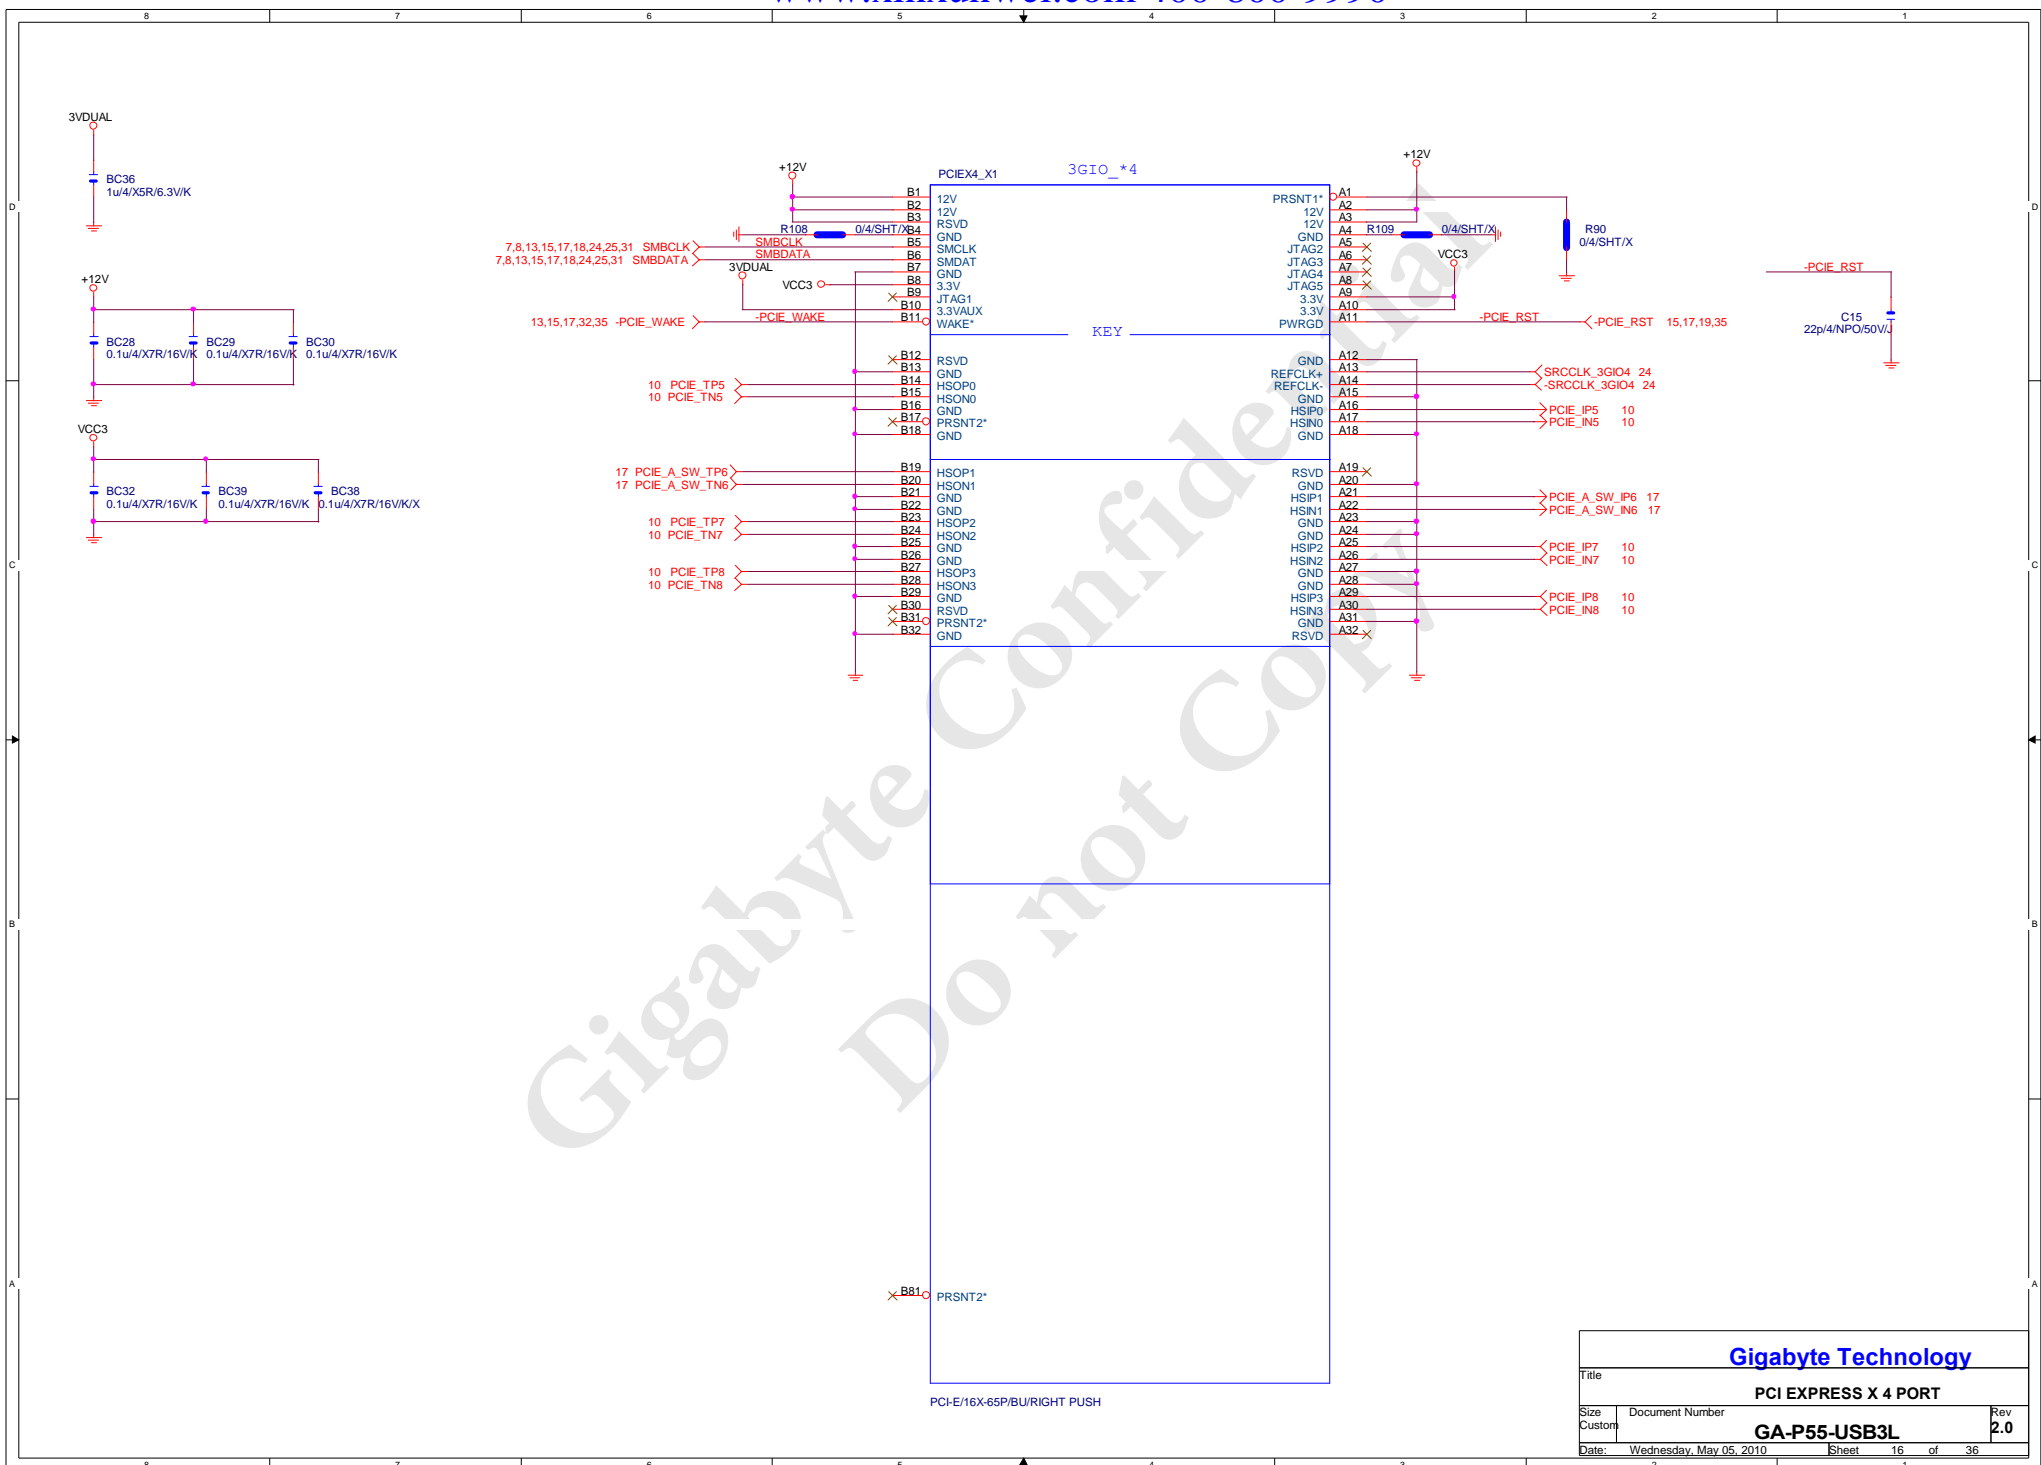 8 7 6 5 4 3 2 1
3VDUAL
BC36
1u/4/X5R/6.3V/K
+12V
BC28
0.1u/4/X7R/16V/K
BC29
0.1u/4/X7R/16V/K
BC30
0.1u/4/X7R/16V/K
VCC3
BC32
0.1u/4/X7R/16V/K
BC39
0.1u/4/X7R/16V/K
BC38
0.1u/4/X7R/16V/K/X
PCIEX4_X1
3GIO_*4
+12V
R108 0/4/SHT/X
7,8,13,15,17,18,24,25,31 SMBCLK
SMBCLK
7,8,13,15,17,18,24,25,31 SMBDATA
SMBDATA
3VDUAL
VCC3
13,15,17,32,35 -PCIE_WAKE
-PCIE_WAKE
10 PCIE_TP5
10 PCIE_TN5
17 PCIE_A_SW_TP6
17 PCIE_A_SW_TN6
10 PCIE_TP7
10 PCIE_TN7
10 PCIE_TP8
10 PCIE_TN8
B1 12V
B2 12V
B3 RSVD
B4 GND
B5 SMCLK
B6 SMDAT
B7 GND
B8 3.3V
B9 JTAG1
B10 3.3VAUX
B11 WAKE*
KEY
B12 RSVD
B13 GND
B14 HSOP0
B15 HSON0
B16 GND
B17 PRSNT2*
B18 GND
B19 HSOP1
B20 HSON1
B21 GND
B22 GND
B23 HSOP2
B24 HSON2
B25 GND
B26 GND
B27 HSOP3
B28 HSON3
B29 GND
B30 RSVD
B31 PRSNT2*
B32 GND
B81 PRSNT2*
PRSNT1* A1
12V A2
12V A3
GND A4
JTAG2 A5
JTAG3 A6
JTAG4 A7
JTAG5 A8
3.3V A9
3.3V A10
PWRGD A11
GND A12
REFCLK+ A13
REFCLK- A14
GND A15
HSIP0 A16
HSIN0 A17
GND A18
RSVD A19
GND A20
HSIP1 A21
HSIN1 A22
GND A23
GND A24
HSIP2 A25
HSIN2 A26
GND A27
GND A28
HSIP3 A29
HSIN3 A30
GND A31
RSVD A32
+12V
R109 0/4/SHT/X
VCC3
R90
0/4/SHT/X
-PCIE_RST
-PCIE_RST 15,17,19,35
SRCCLK_3GIO4 24
-SRCCLK_3GIO4 24
PCIE_IP5 10
PCIE_IN5 10
PCIE_A_SW_IP6 17
PCIE_A_SW_IN6 17
PCIE_IP7 10
PCIE_IN7 10
PCIE_IP8 10
PCIE_IN8 10
-PCIE_RST
C15
22p/4/NPO/50V/J
D D
C C
B B
A A
Gigabyte Confidential
Do not Copy
PCI-E/16X-65P/BU/RIGHT PUSH
Gigabyte Technology
Title
PCI EXPRESS X 4 PORT
Size Document Number Rev
Custom GA-P55-USB3L 2.0
Date: Wednesday, May 05, 2010 Sheet 16 of 36